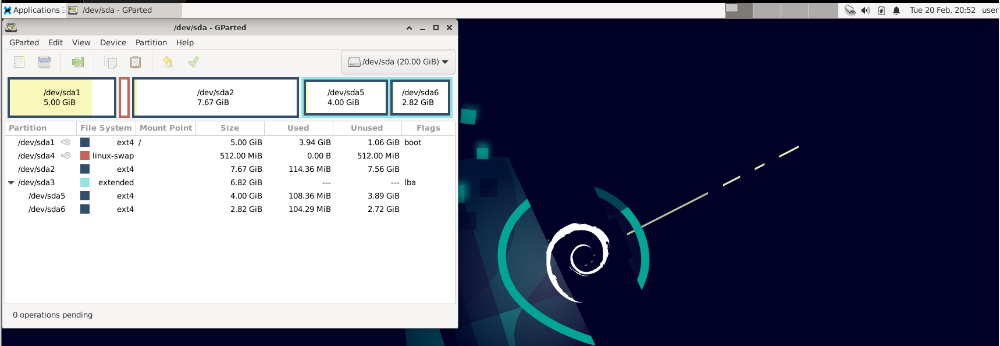 Applications
/dev/sda - GParted
Tue 20 Feb, 20:52
user
/dev/sda - GParted
GParted Edit View Device Partition Help
/dev/sda (20.00 GiB)
/dev/sda1
5.00 GiB
/dev/sda2
7.67 GiB
/dev/sda5
4.00 GiB
/dev/sda6
2.82 GiB
Partition File System Mount Point Size Used Unused Flags
/dev/sda1 ext4 / 5.00 GiB 3.94 GiB 1.06 GiB boot
/dev/sda4 linux-swap 512.00 MiB 0.00 B 512.00 MiB
/dev/sda2 ext4 7.67 GiB 114.36 MiB 7.56 GiB
/dev/sda3 extended 6.82 GiB --- --- lba
/dev/sda5 ext4 4.00 GiB 108.36 MiB 3.89 GiB
/dev/sda6 ext4 2.82 GiB 104.29 MiB 2.72 GiB
0 operations pending